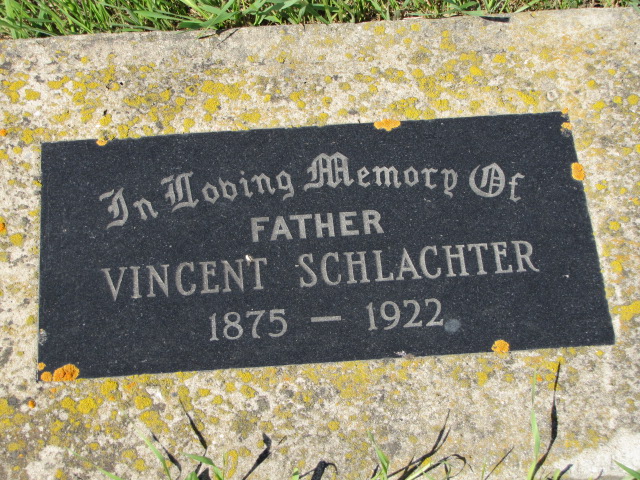 In Loving Memory Of
FATHER
VINCENT SCHLACHTER
1875 — 1922